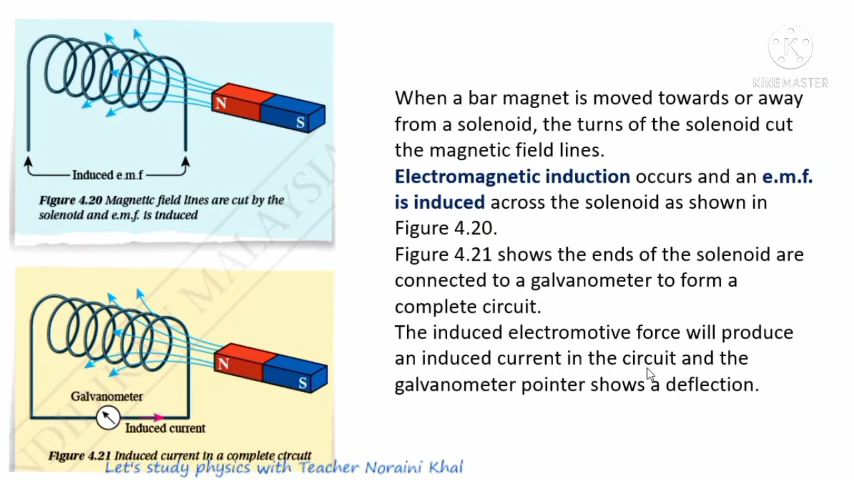 N
S
Induced e.m.f
Figure 4.20 Magnetic field lines are cut by the
solenoid and e.m.f. is induced
N
S
Galvanometer
Induced current
Figure 4.21 Induced current in a complete circuit
Let's study physics with Teacher Noraini Khal
KINEMASTER
When a bar magnet is moved towards or away
from a solenoid, the turns of the solenoid cut
the magnetic field lines.
Electromagnetic induction occurs and an e.m.f.
is induced across the solenoid as shown in
Figure 4.20.
Figure 4.21 shows the ends of the solenoid are
connected to a galvanometer to form a
complete circuit.
The induced electromotive force will produce
an induced current in the circuit and the
galvanometer pointer shows a deflection.